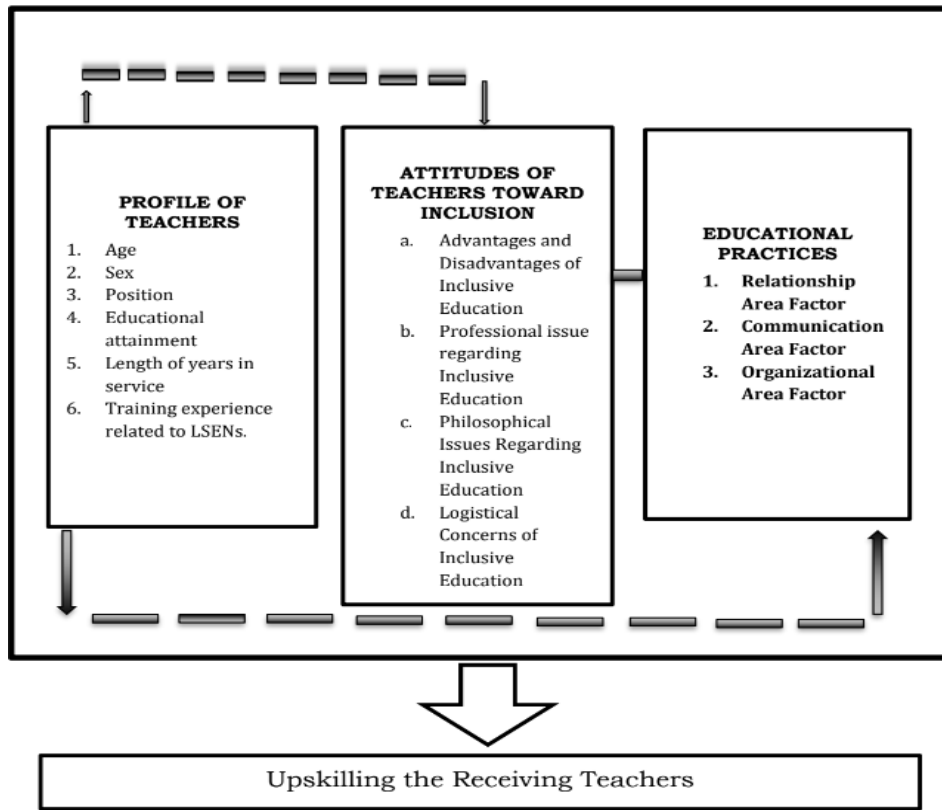 PROFILE OF
TEACHERS
1. Age
2. Sex
3. Position
4. Educational
attainment
5. Length of years in
service
6. Training experience
related to LSENs.
ATTITUDES OF
TEACHERS TOWARD
INCLUSION
a. Advantages and
Disadvantages of
Inclusive
Education
b. Professional issue
regarding
Inclusive
Education
c. Philosophical
Issues Regarding
Inclusive
Education
d. Logistical
Concerns of
Inclusive
Education
EDUCATIONAL
PRACTICES
1. Relationship
Area Factor
2. Communication
Area Factor
3. Organizational
Area Factor
Upskilling the Receiving Teachers